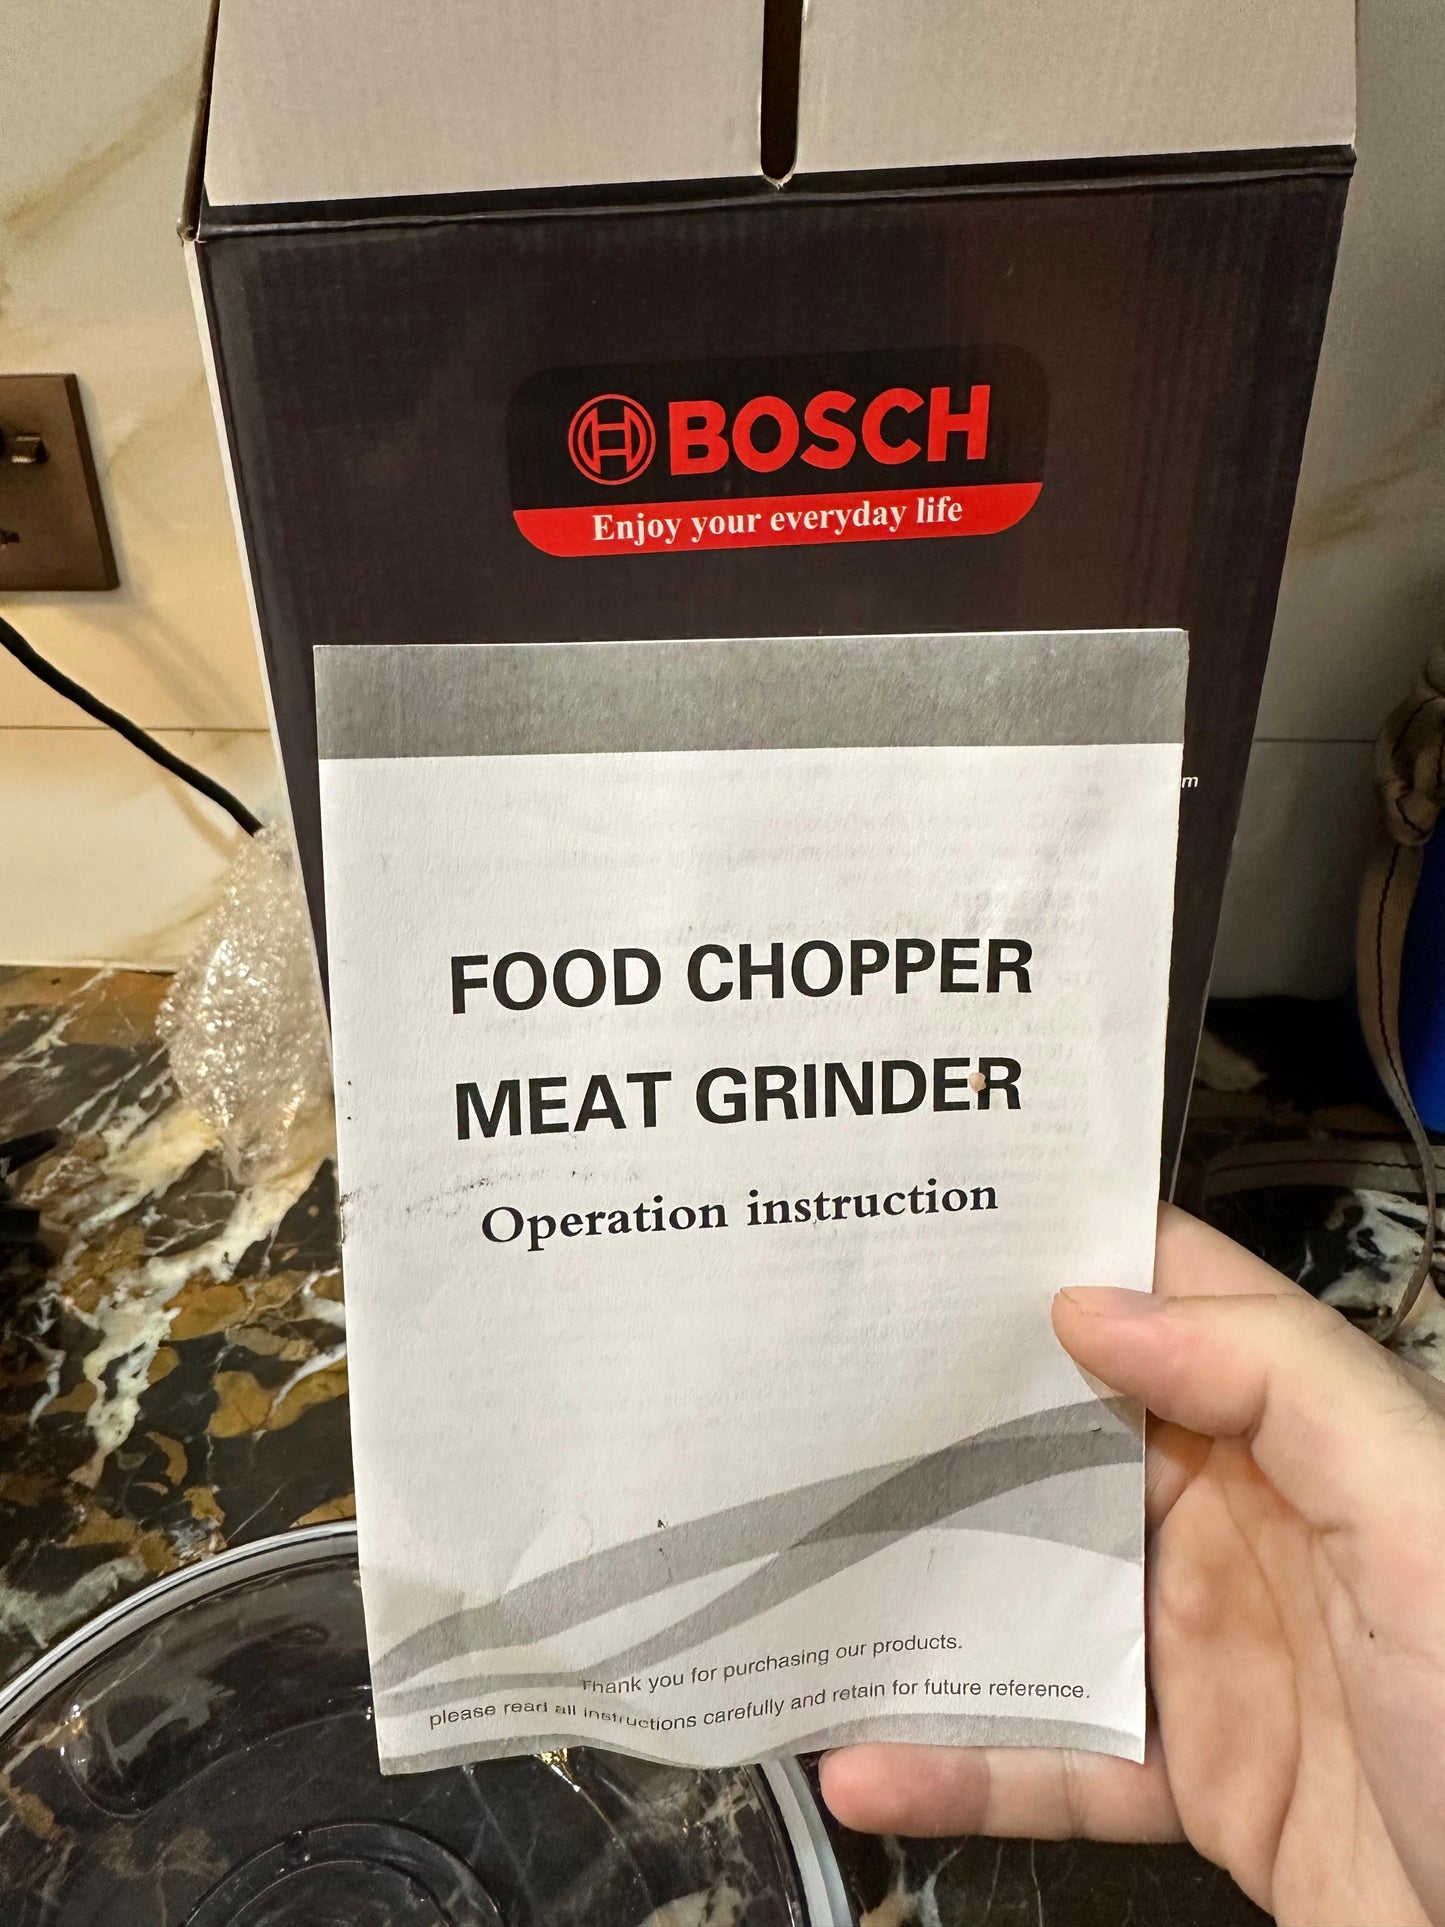 BOSCH
Enjoy your everyday life
m
FOOD CHOPPER
MEAT GRINDER
Operation instruction
Thank you for purchasing our products.
please read all instructions carefully and retain for future reference.